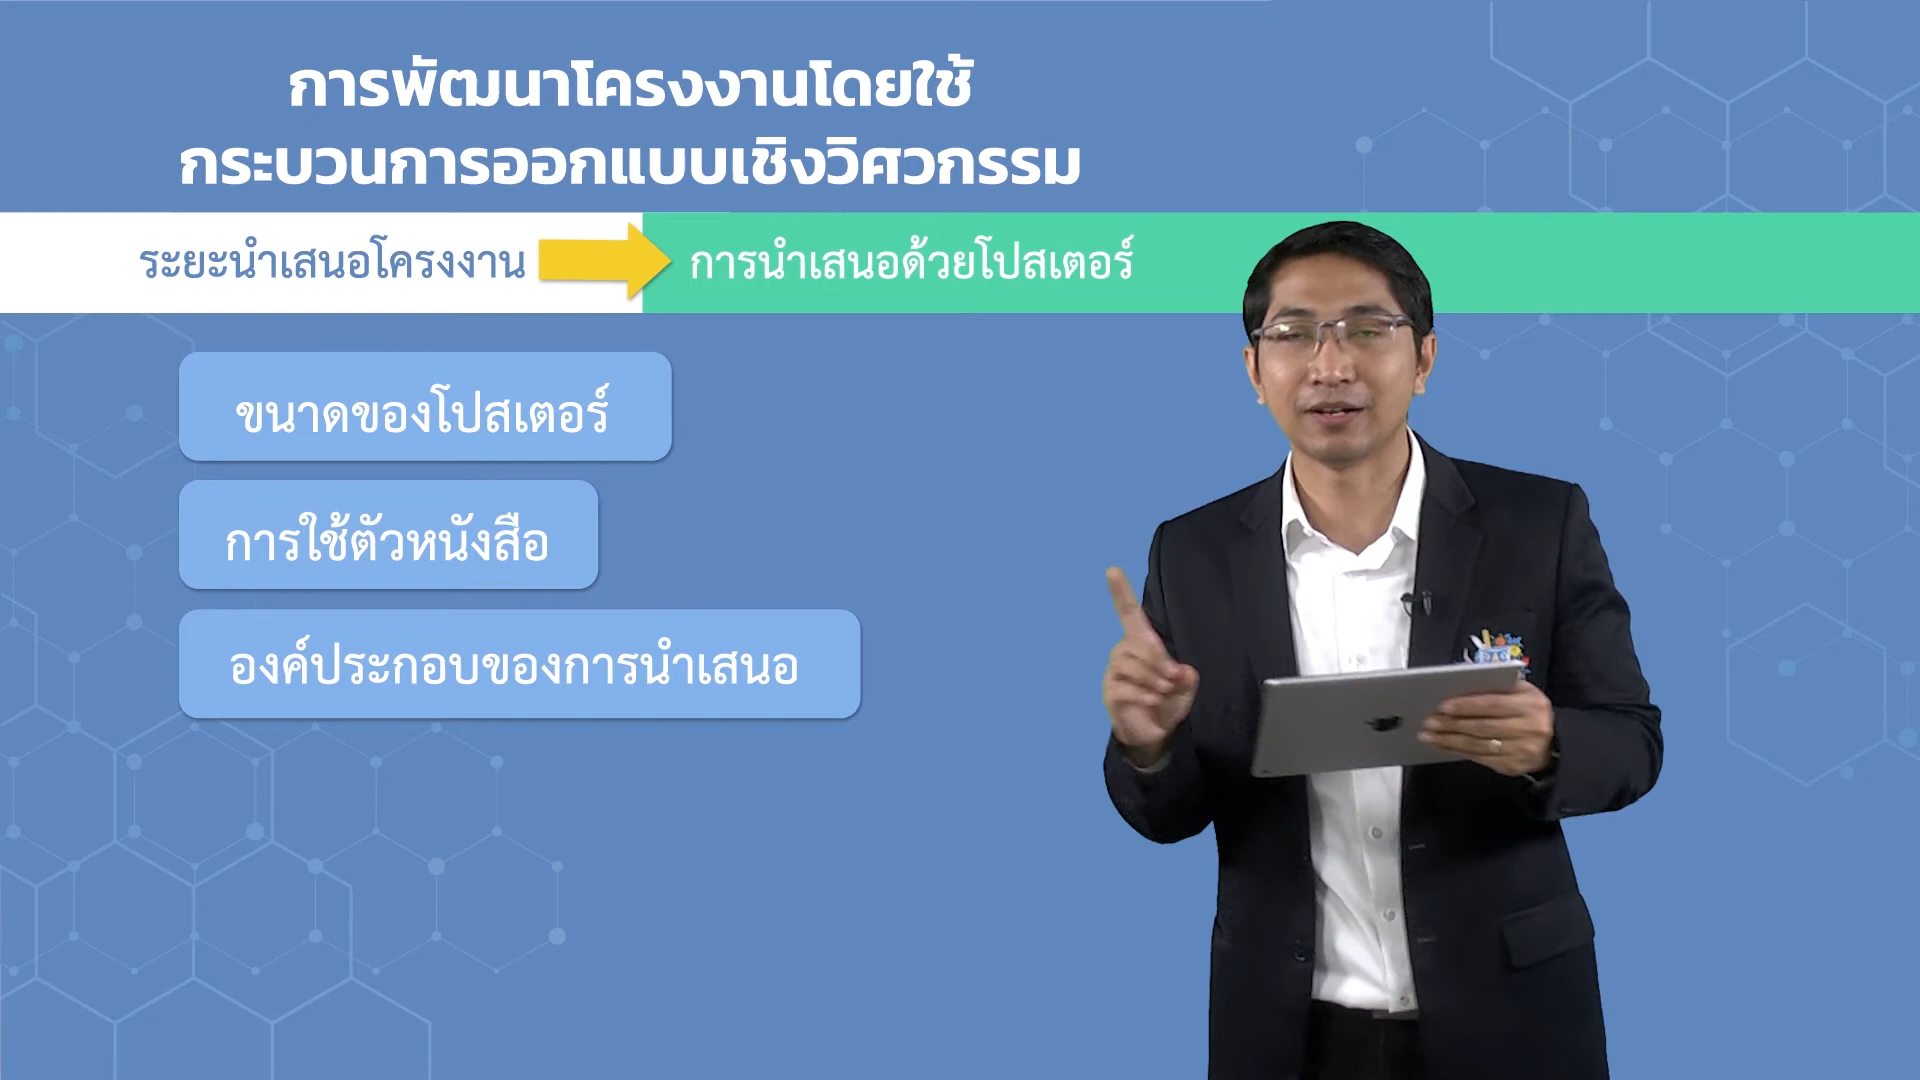 การพัฒนาโครงงานโดยใช้
กระบวนการออกแบบเชิงวิศวกรรม
ระยะนำเสนอโครงงาน
การนำเสนอด้วยโปสเตอร์
ขนาดของโปสเตอร์
การใช้ตัวหนังสือ
องค์ประกอบของการนำเสนอ